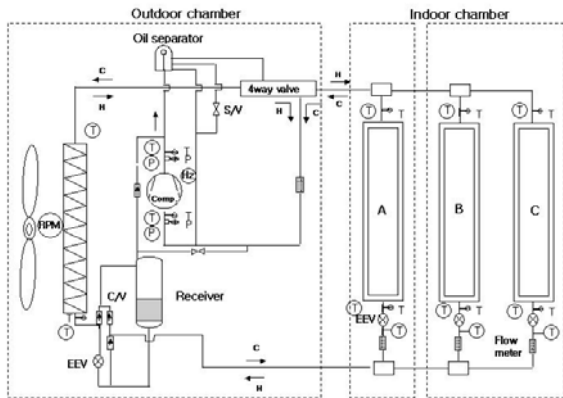 Outdoor chamber
Indoor chamber
Oil separator
C
H
4way valve
H
C
S/V
H
C
T
T
P
T
P
Hz
Comp.
T
P
T
P
RPM
T
T
T
T
T
T
T
A
B
C
C/V
Receiver
T
T
T
T
T
T
T
T
EEV
T
T
T
Flow
meter
EEV
C
H